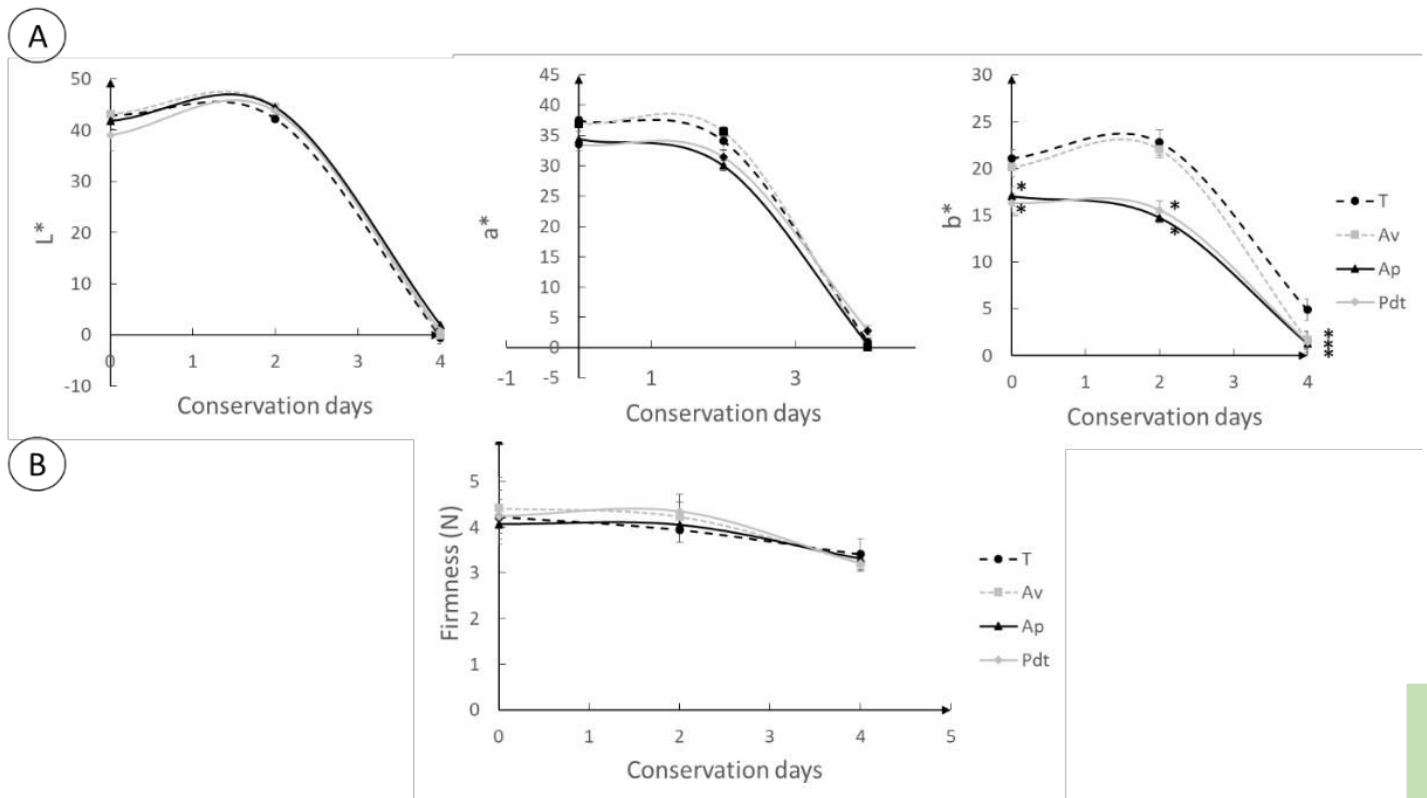 A
50
40
30
20
10
0
-10
0 1 2 3 4
L*
Conservation days
45
40
35
30
25
20
15
10
5
0
-5
-1 1 3
a*
Conservation days
30
25
20
15
10
5
0
0 1 2 3 4
b*
Conservation days
*
*
*
*
*
*
*
T
Av
Ap
Pdt
B
5
4
3
2
1
0
0 1 2 3 4 5
Firmness (N)
Conservation days
T
Av
Ap
Pdt